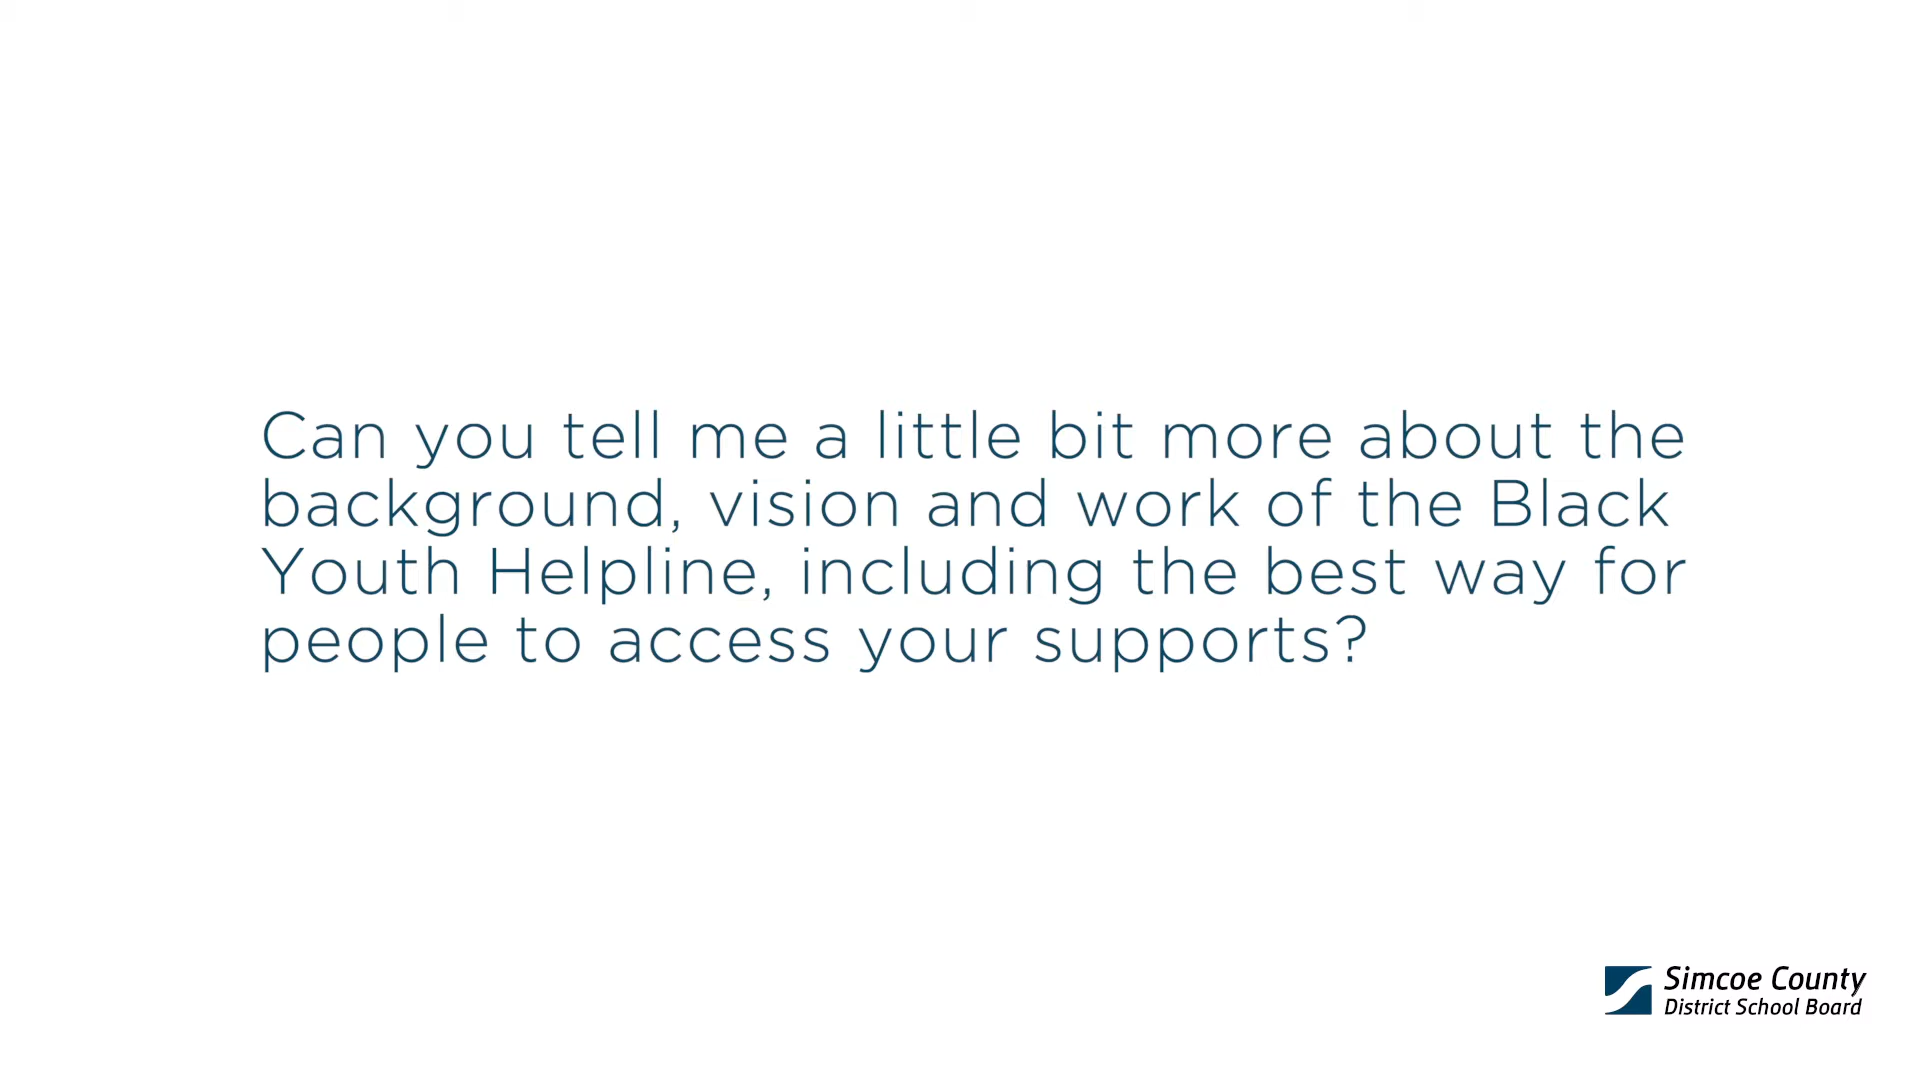 Can you tell me a little bit more about the
background, vision and work of the Black
Youth Helpline, including the best way for
people to access your supports?
Simcoe County
District School Board